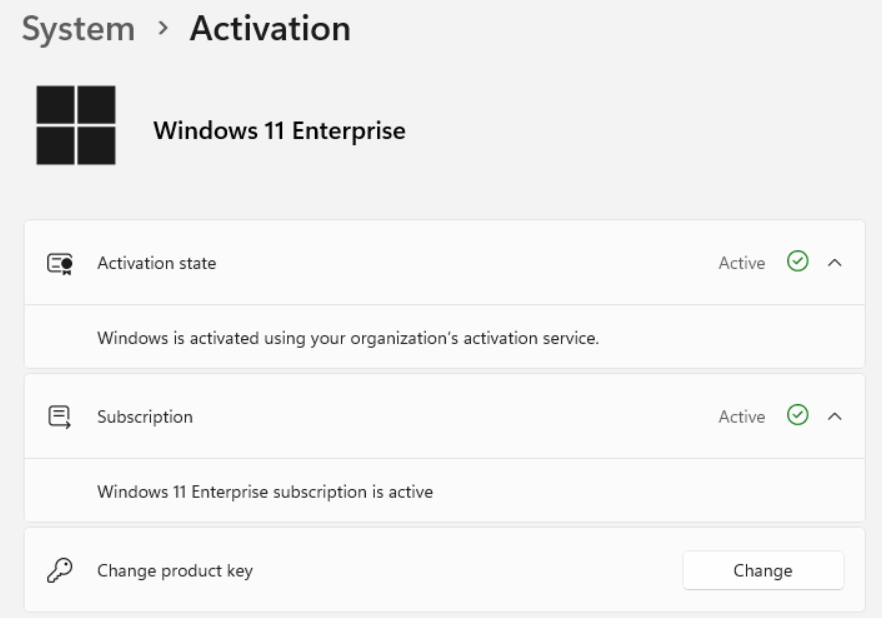 System > Activation
Windows 11 Enterprise
Activation state Active
Windows is activated using your organization's activation service.
Subscription Active
Windows 11 Enterprise subscription is active
Change product key Change